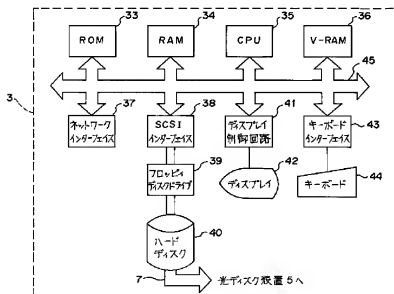 33
34
35
36
ROM
RAM
CPU
V-RAM
45
3
ネットワーク
インターフェイス
37
SCSI
インターフェイス
38
ディスプレイ
制御回路
41
キーボード
インターフェイス
43
フロッピィ
ディスクドライブ
39
42
ディスプレイ
キーボード
44
ハード
ディスク
40
7
光ディスク装置5へ